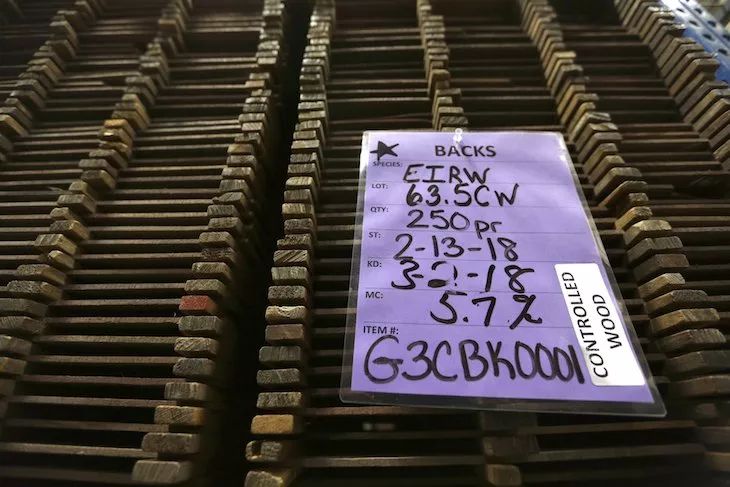 BACKS
SPECIES: EIRW
LOT: 63.5CW
QTY: 250 pr
ST: 2-13-18
KD: 3-2-18
MC: 5.7%
ITEM #:
G3CBK0001
CONTROLLED
WOOD